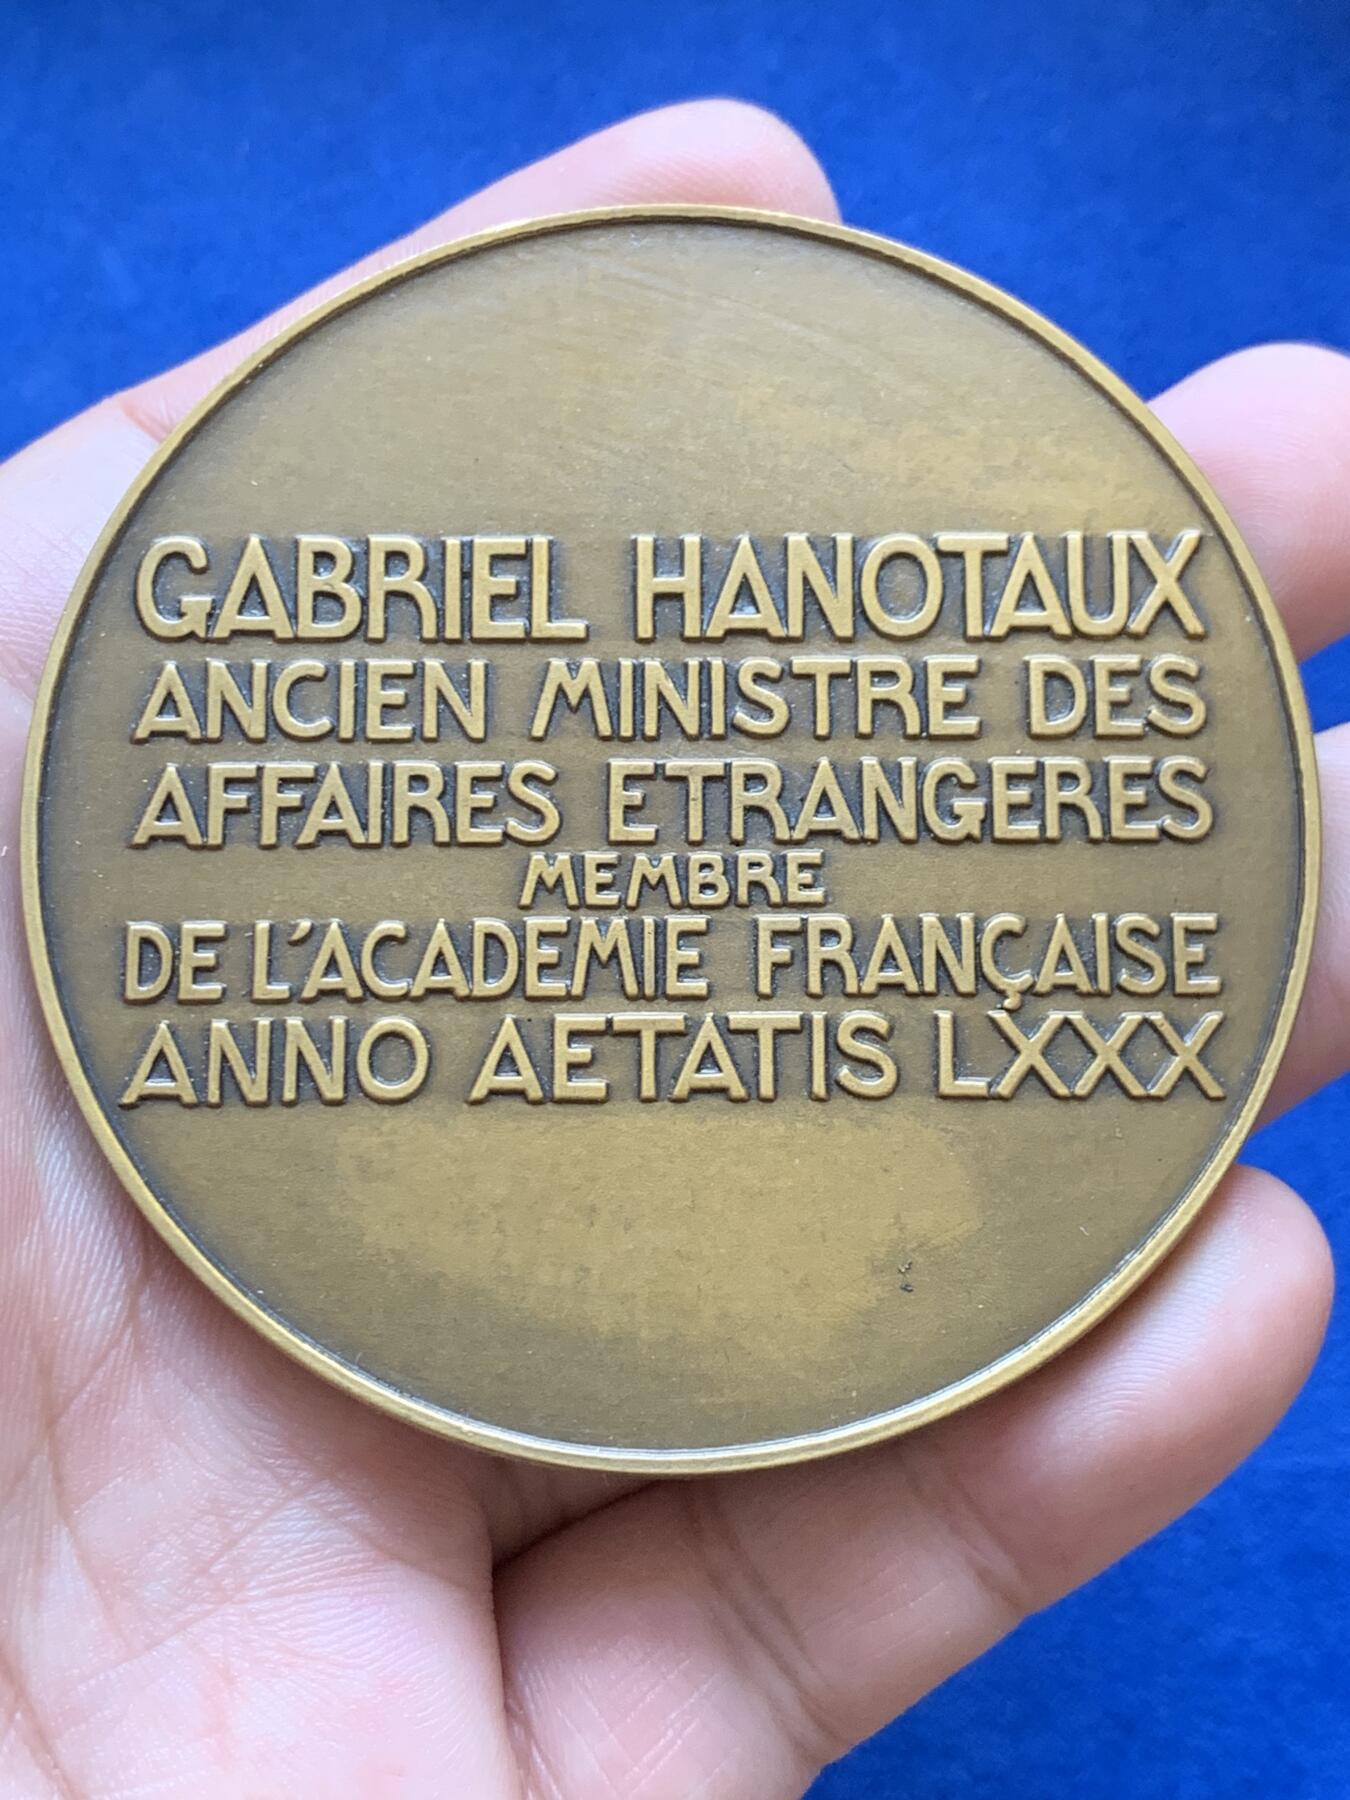 GABRIEL HANOTAUX
ANCIEN MINISTRE DES
AFFAIRES ETRANGERES
MEMBRE
DE L'ACADEMIE FRANÇAISE
ANNO AETATIS LXXX